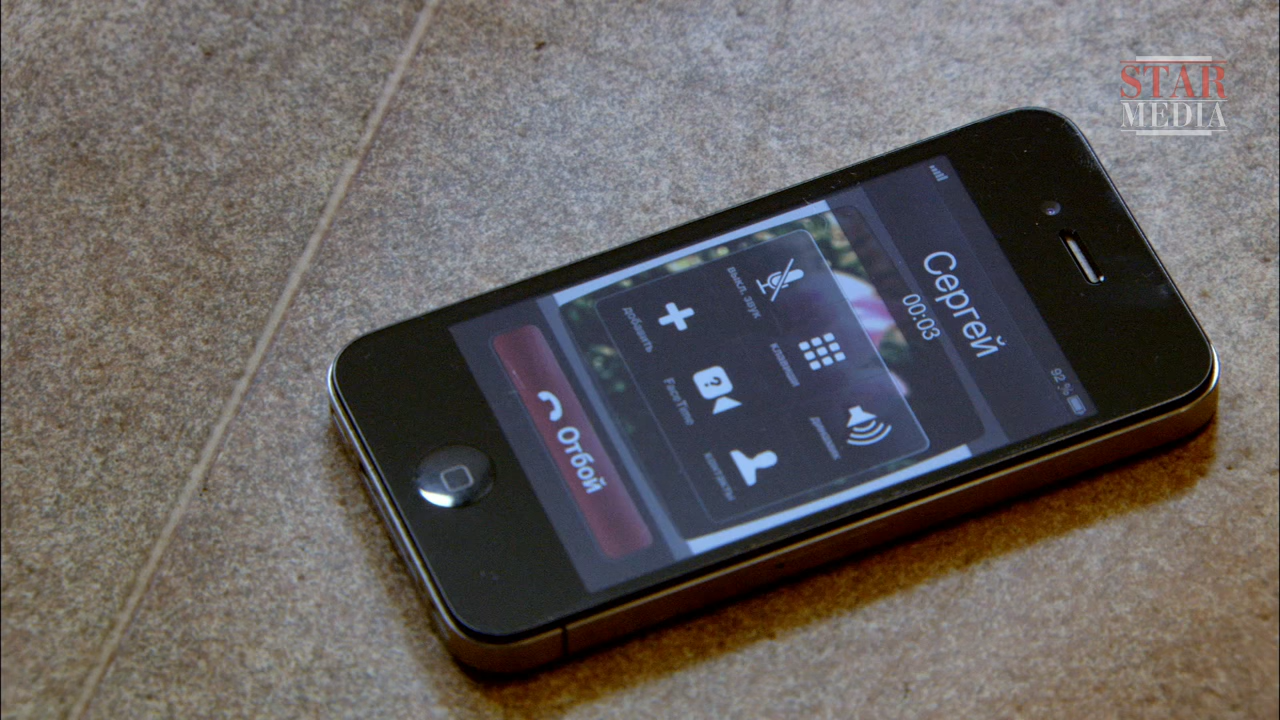 STAR
MEDIA
92 %
Сергей
00:03
выкл. звук
клавиши
динамик
добавить
FaceTime
контакты
Отбой